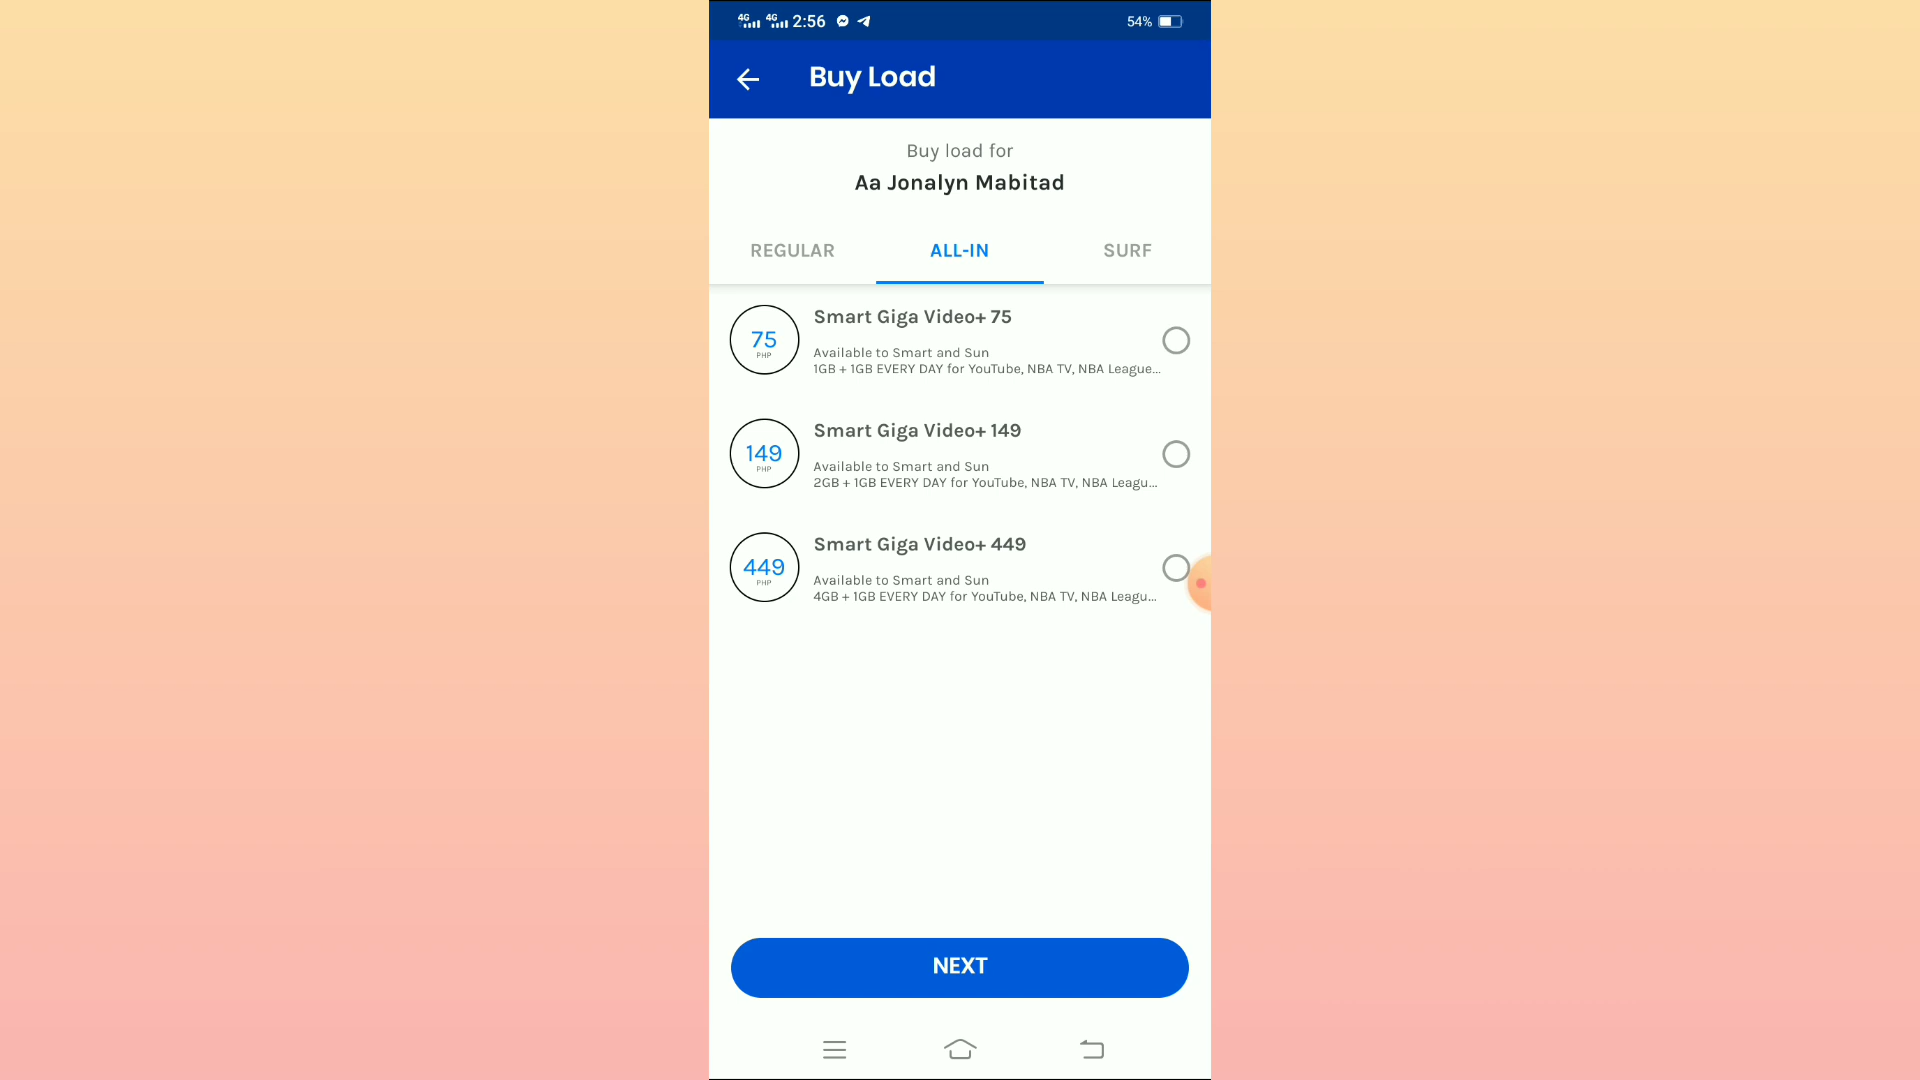 4G 4G 2:56 54%
Buy Load
Buy load for
Aa Jonalyn Mabitad
REGULAR ALL-IN SURF
75 PHP
Smart Giga Video+ 75
Available to Smart and Sun
1GB + 1GB EVERY DAY for YouTube, NBA TV, NBA League...
149 PHP
Smart Giga Video+ 149
Available to Smart and Sun
2GB + 1GB EVERY DAY for YouTube, NBA TV, NBA Leagu...
449 PHP
Smart Giga Video+ 449
Available to Smart and Sun
4GB + 1GB EVERY DAY for YouTube, NBA TV, NBA Leagu...
NEXT